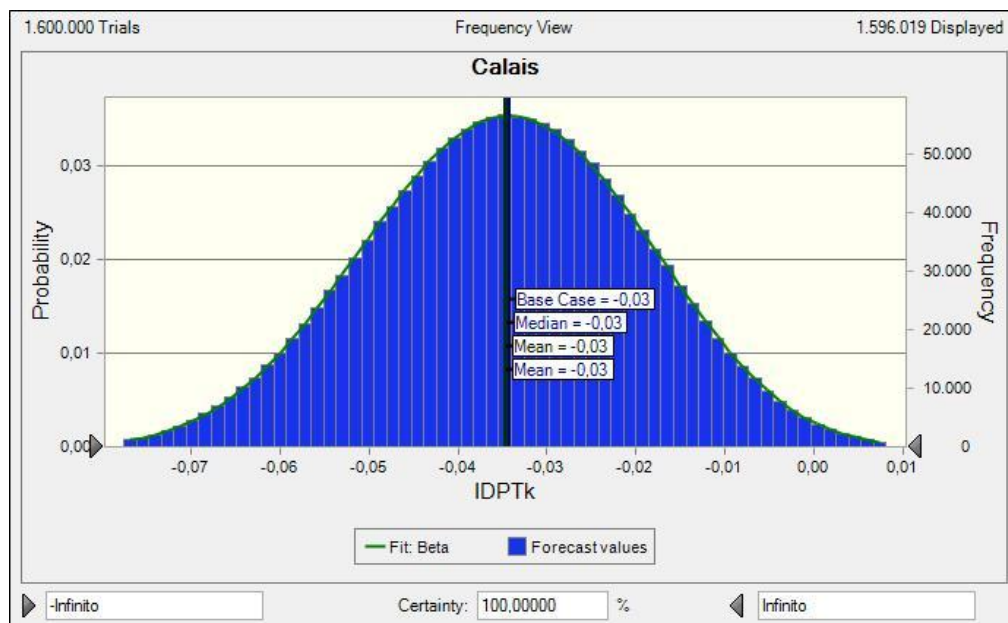 1.600.000 Trials Frequency View 1.596.019 Displayed
Calais
Probability
0,03
0,02
0,01
0,00
Frequency
50.000
40.000
30.000
20.000
10.000
0
Base Case = -0,03
Median = -0,03
Mean = -0,03
Mean = -0,03
-0,07 -0,06 -0,05 -0,04 -0,03 -0,02 -0,01 0,00 0,01
IDPTk
Fit: Beta Forecast values
-Infinito Certainty: 100,00000 % Infinito